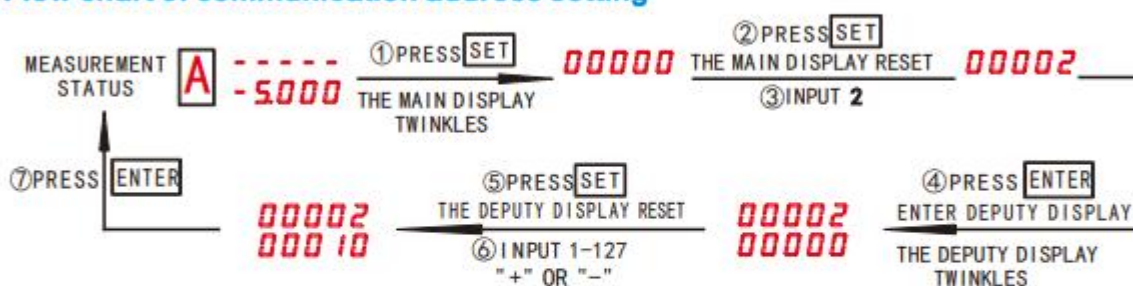 MEASUREMENT STATUS
A
-----
-5.000
①PRESS SET
THE MAIN DISPLAY
TWINKLES
00000
②PRESS SET
THE MAIN DISPLAY RESET
③INPUT 2
00002
④PRESS ENTER
ENTER DEPUTY DISPLAY
THE DEPUTY DISPLAY
TWINKLES
00002
00000
⑤PRESS SET
THE DEPUTY DISPLAY RESET
⑥INPUT 1-127
"+" OR "-"
00002
00010
⑦PRESS ENTER